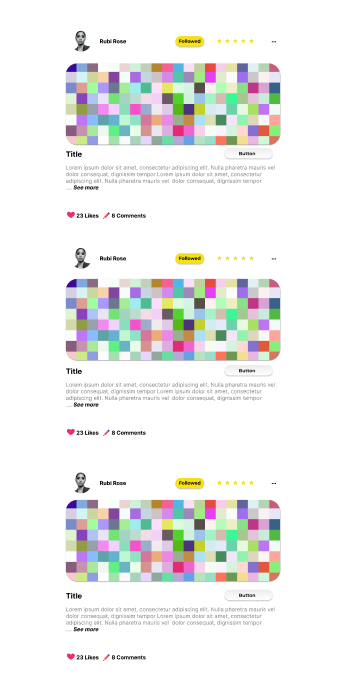 Rubi Rose
Followed
Title
Button
Lorem ipsum dolor sit amet, consectetur adipiscing elit. Nulla pharetra mauris vel
dolor consequat, dignissim tempor Lorem ipsum dolor sit amet, consectetur
adipiscing elit. Nulla pharetra mauris vel  dolor consequat, dignissim tempor
... See more
23 Likes
8 Comments
Rubi Rose
Followed
Title
Button
Lorem ipsum dolor sit amet, consectetur adipiscing elit. Nulla pharetra mauris vel
dolor consequat, dignissim tempor Lorem ipsum dolor sit amet, consectetur
adipiscing elit. Nulla pharetra mauris vel  dolor consequat, dignissim tempor
... See more
23 Likes
8 Comments
Rubi Rose
Followed
Title
Button
Lorem ipsum dolor sit amet, consectetur adipiscing elit. Nulla pharetra mauris vel
dolor consequat, dignissim tempor Lorem ipsum dolor sit amet, consectetur
adipiscing elit. Nulla pharetra mauris vel  dolor consequat, dignissim tempor
... See more
23 Likes
8 Comments